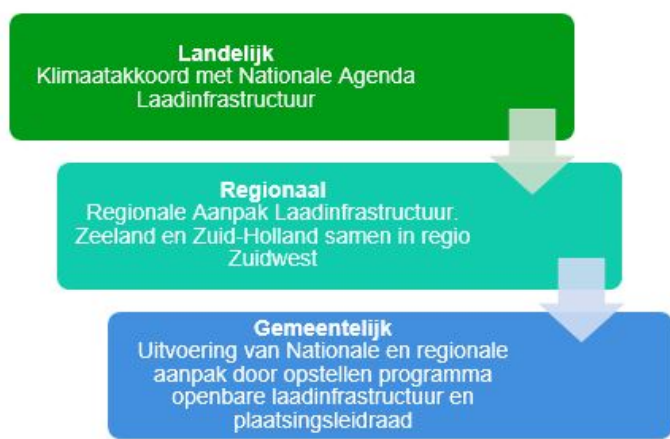 Landelijk
Klimaatakkoord met Nationale Agenda
Laadinfrastructuur
Regionaal
Regionale Aanpak Laadinfrastructuur.
Zeeland en Zuid-Holland samen in regio
Zuidwest
Gemeentelijk
Uitvoering van Nationale en regionale
aanpak door opstellen programma
openbare laadinfrastructuur en
plaatsingsleidraad